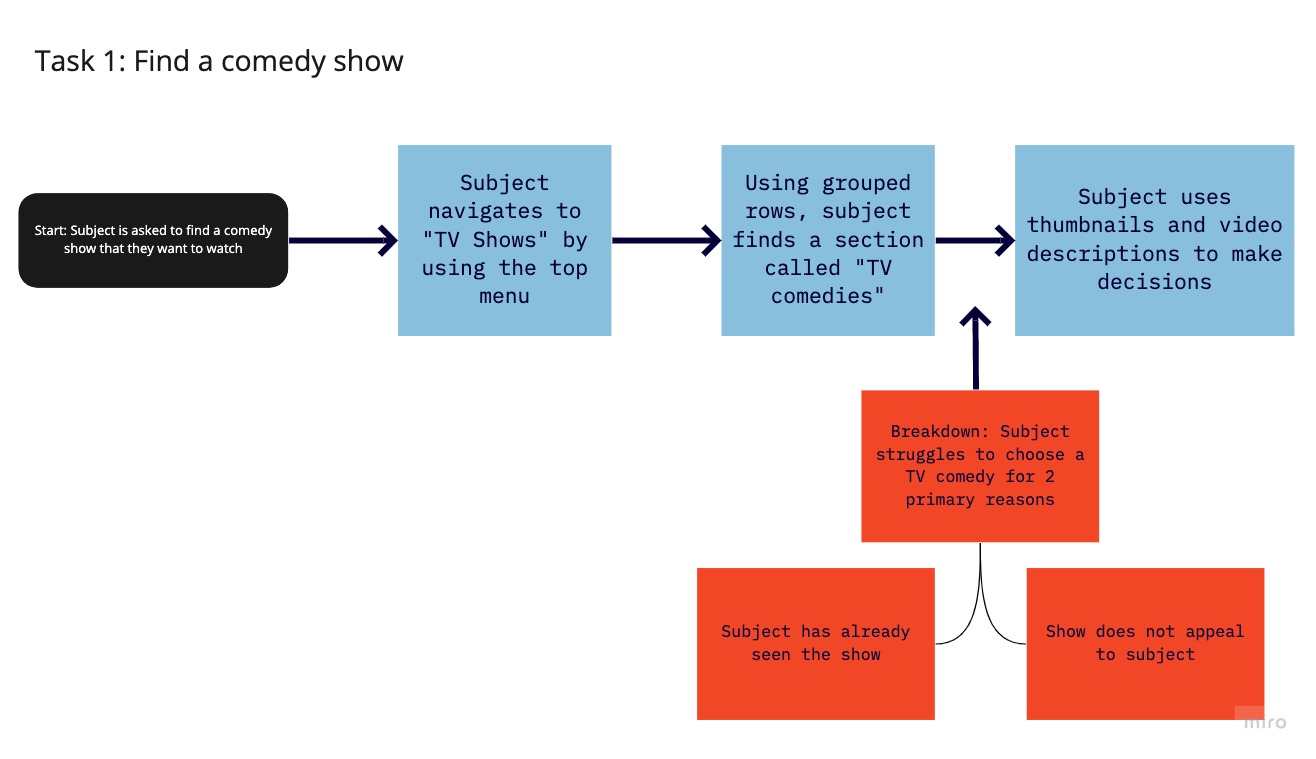 Task 1: Find a comedy show
Start: Subject is asked to find a comedy
show that they want to watch
Subject
navigates to
"TV Shows" by
using the top
menu
Using grouped
rows, subject
finds a section
called "TV
comedies"
Subject uses
thumbnails and video
descriptions to make
decisions
Breakdown: Subject
struggles to choose a
TV comedy for 2
primary reasons
Subject has already
seen the show
Show does not appeal
to subject
miro